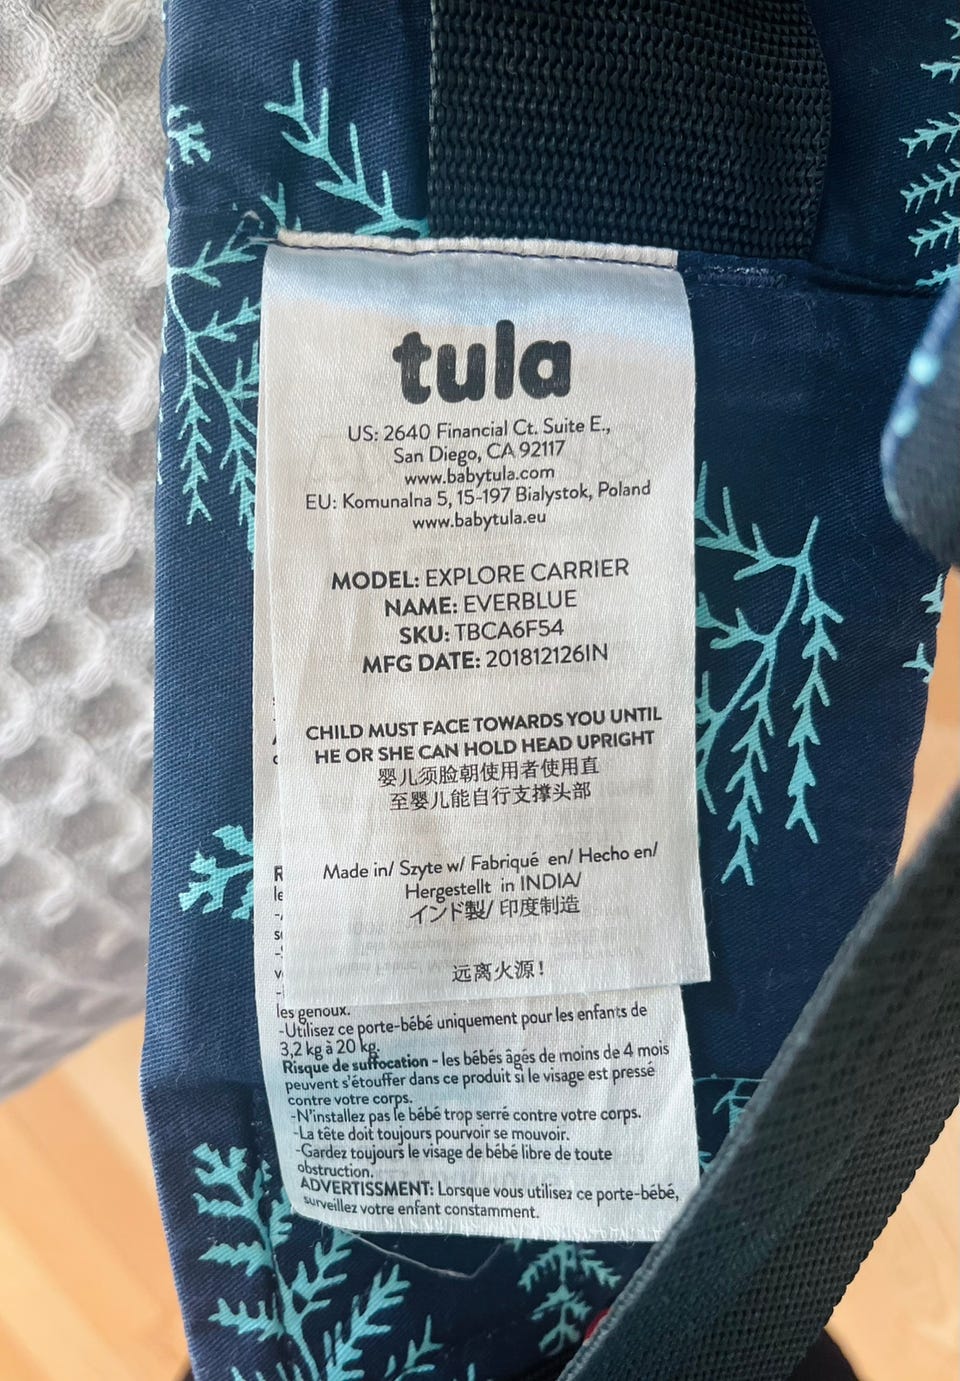 tula
US: 2640 Financial Ct. Suite E.,
San Diego, CA 92117
www.babytula.com
EU: Komunalna 5, 15-197 Bialystok, Poland
www.babytula.eu
MODEL: EXPLORE CARRIER
NAME: EVERBLUE
SKU: TBCA6F54
MFG DATE: 201812126IN
CHILD MUST FACE TOWARDS YOU UNTIL
HE OR SHE CAN HOLD HEAD UPRIGHT
婴儿须脸朝使用者使用直
至婴儿能自行支撑头部
Made in/ Szyte w/ Fabriqué en/ Hecho en/
Hergestellt in INDIA/
インド製/ 印度制造
远离火源!
les genoux.
-Utilisez ce porte-bébé uniquement pour les enfants de
3,2 kg à 20 kg.
Risque de suffocation - les bébés âgés de moins de 4 mois
peuvent s'étouffer dans ce produit si le visage est pressé
contre votre corps.
-N'installez pas le bébé trop serré contre votre corps.
-La tête doit toujours pourvoir se mouvoir.
-Gardez toujours le visage de bébé libre de toute
obstruction.
ADVERTISSMENT: Lorsque vous utilisez ce porte-bébé,
surveillez votre enfant constamment.